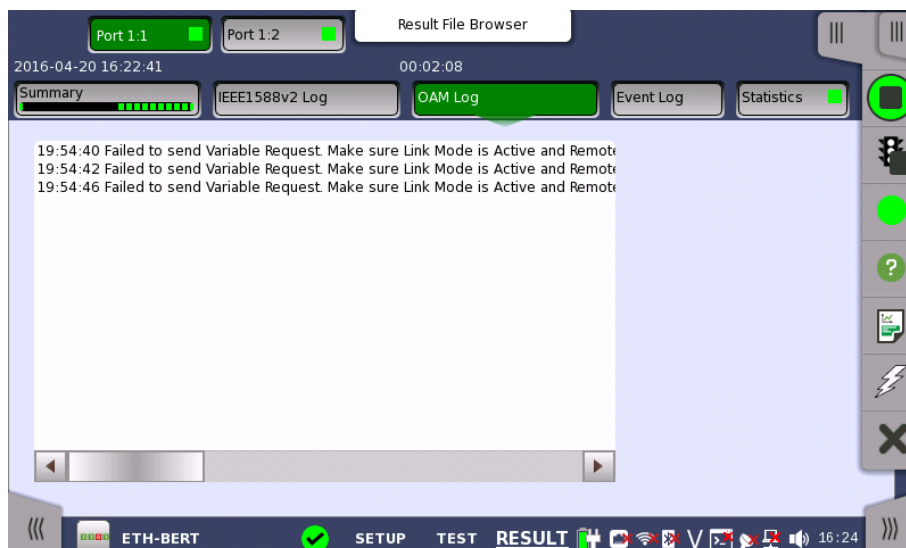 Port 1:1
Port 1:2
Result File Browser
2016-04-20 16:22:41
00:02:08
Summary
IEEE1588v2 Log
OAM Log
Event Log
Statistics
19:54:40 Failed to send Variable Request. Make sure Link Mode is Active and Remote
19:54:42 Failed to send Variable Request. Make sure Link Mode is Active and Remote
19:54:46 Failed to send Variable Request. Make sure Link Mode is Active and Remote
ETH-BERT
SETUP
TEST
RESULT
16:24